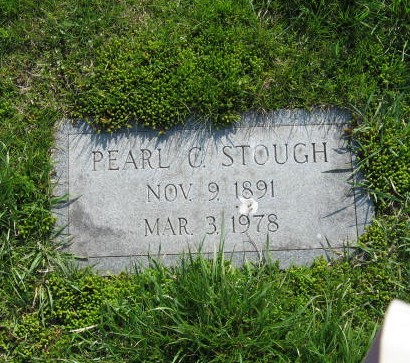 PEARL C. STOUGH
NOV. 9. 1891
MAR. 3. 1978